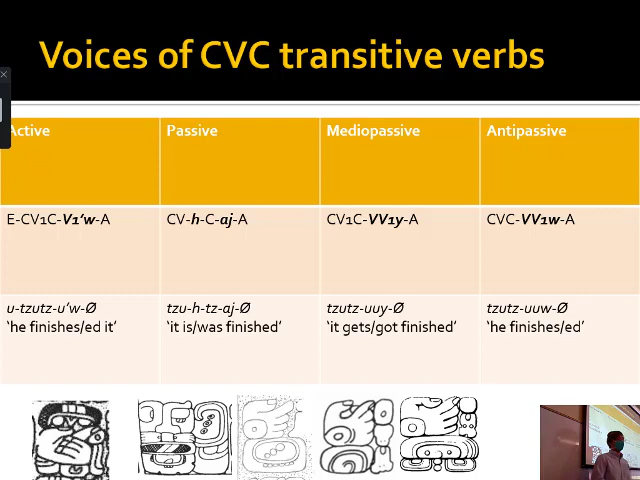 Voices of CVC transitive verbs
Active
Passive
Mediopassive
Antipassive
E-CV1C-V1'w-A
CV-h-C-aj-A
CV1C-VV1y-A
CVC-VV1w-A
u-tzutz-u'w-Ø
'he finishes/ed it'
tzu-h-tz-aj-Ø
'it is/was finished'
tzutz-uuy-Ø
'it gets/got finished'
tzutz-uuw-Ø
'he finishes/ed'